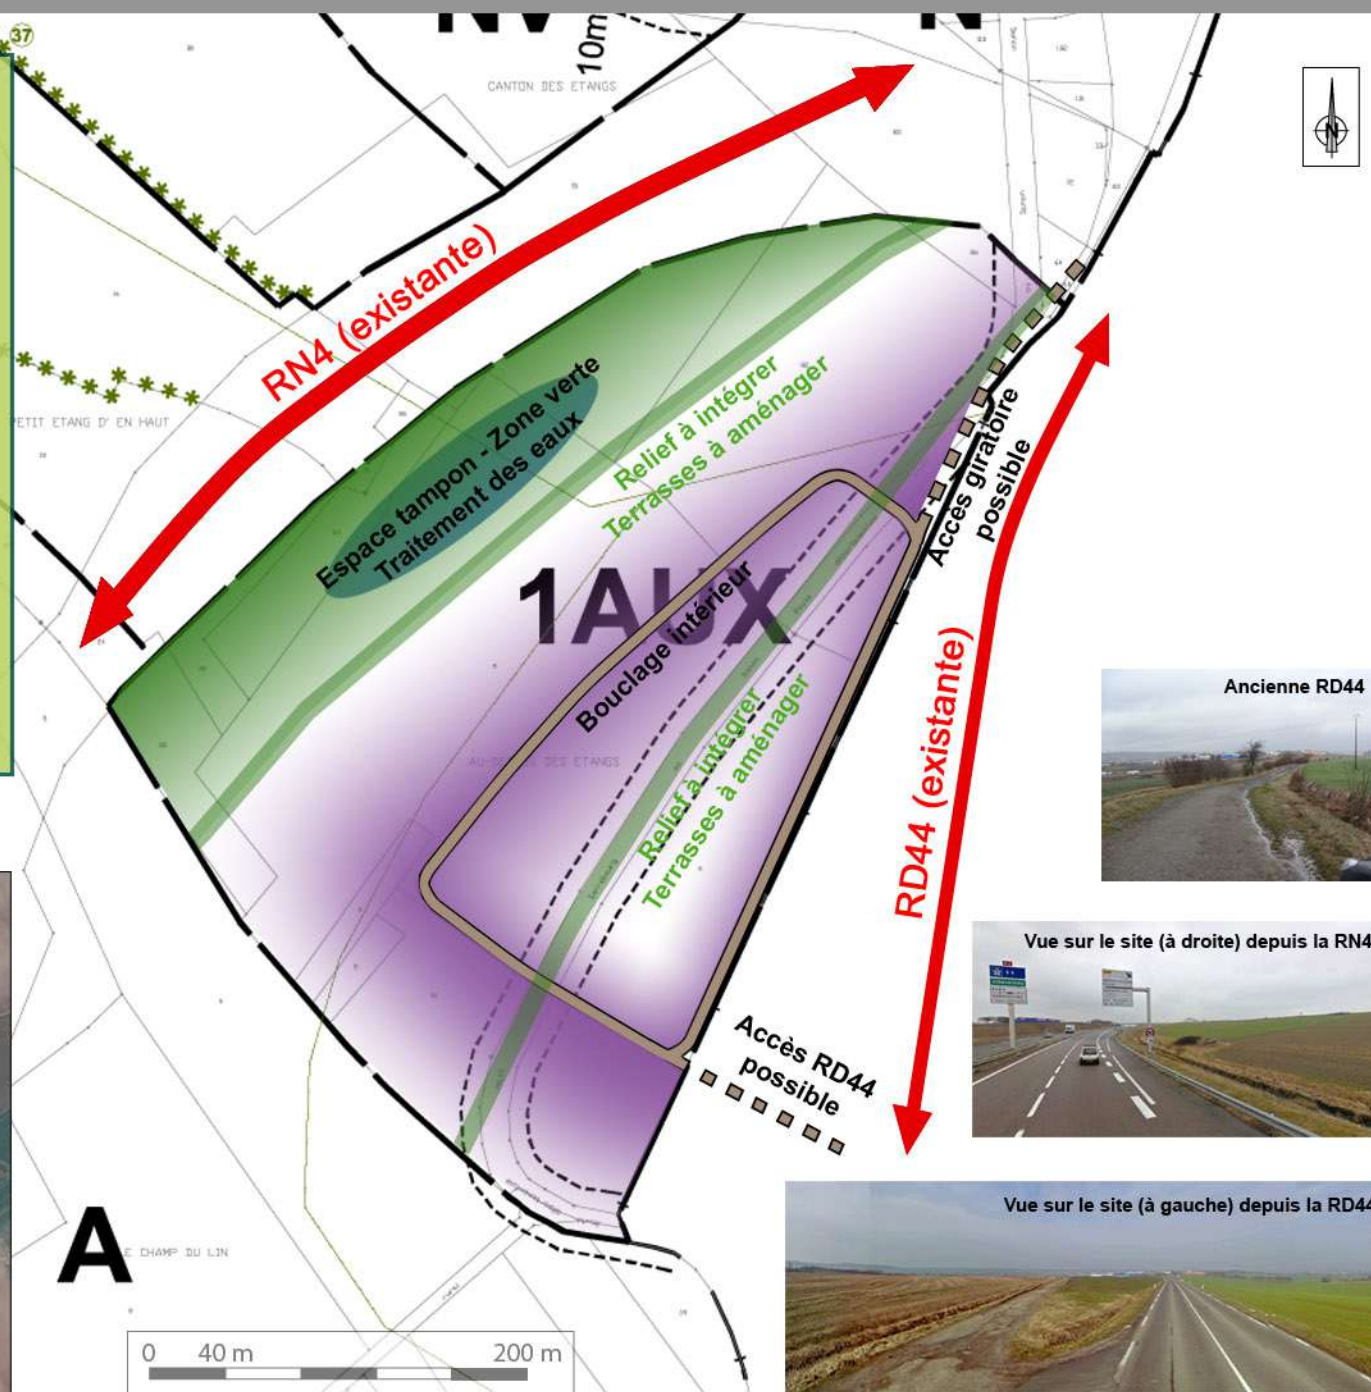 37
10m
CANTON DES ETANGS
N
RN4 (existante)
PETIT ETANG D' EN HAUT
Espace tampon - Zone verte
Traitement des eaux
Relief à intégrer
Terrasses à aménager
Accès giratoire
possible
1AUX
Bouclage intérieur
RD44 (existante)
Relief à intégrer
Terrasses à aménager
Ancienne RD44
Vue sur le site (à droite) depuis la RN4
Accès RD44
possible
Vue sur le site (à gauche) depuis la RD44
A
LE CHAMP DU LIN
0 40 m 200 m